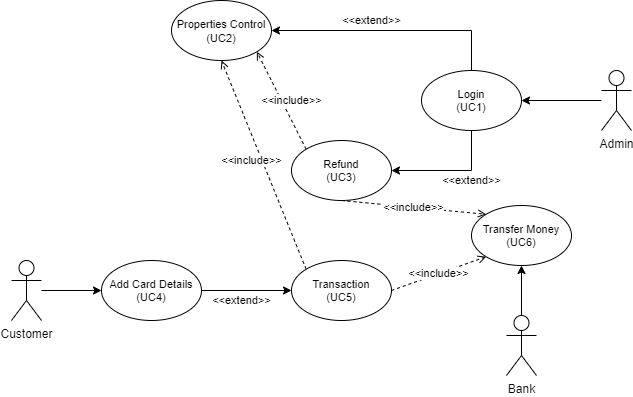 Properties Control
(UC2)
<<extend>>
Login
(UC1)
Admin
<<include>>
Refund
(UC3)
<<include>>
<<extend>>
<<include>>
Transfer Money
(UC6)
Customer
Add Card Details
(UC4)
<<extend>>
Transaction
(UC5)
<<include>>
Bank